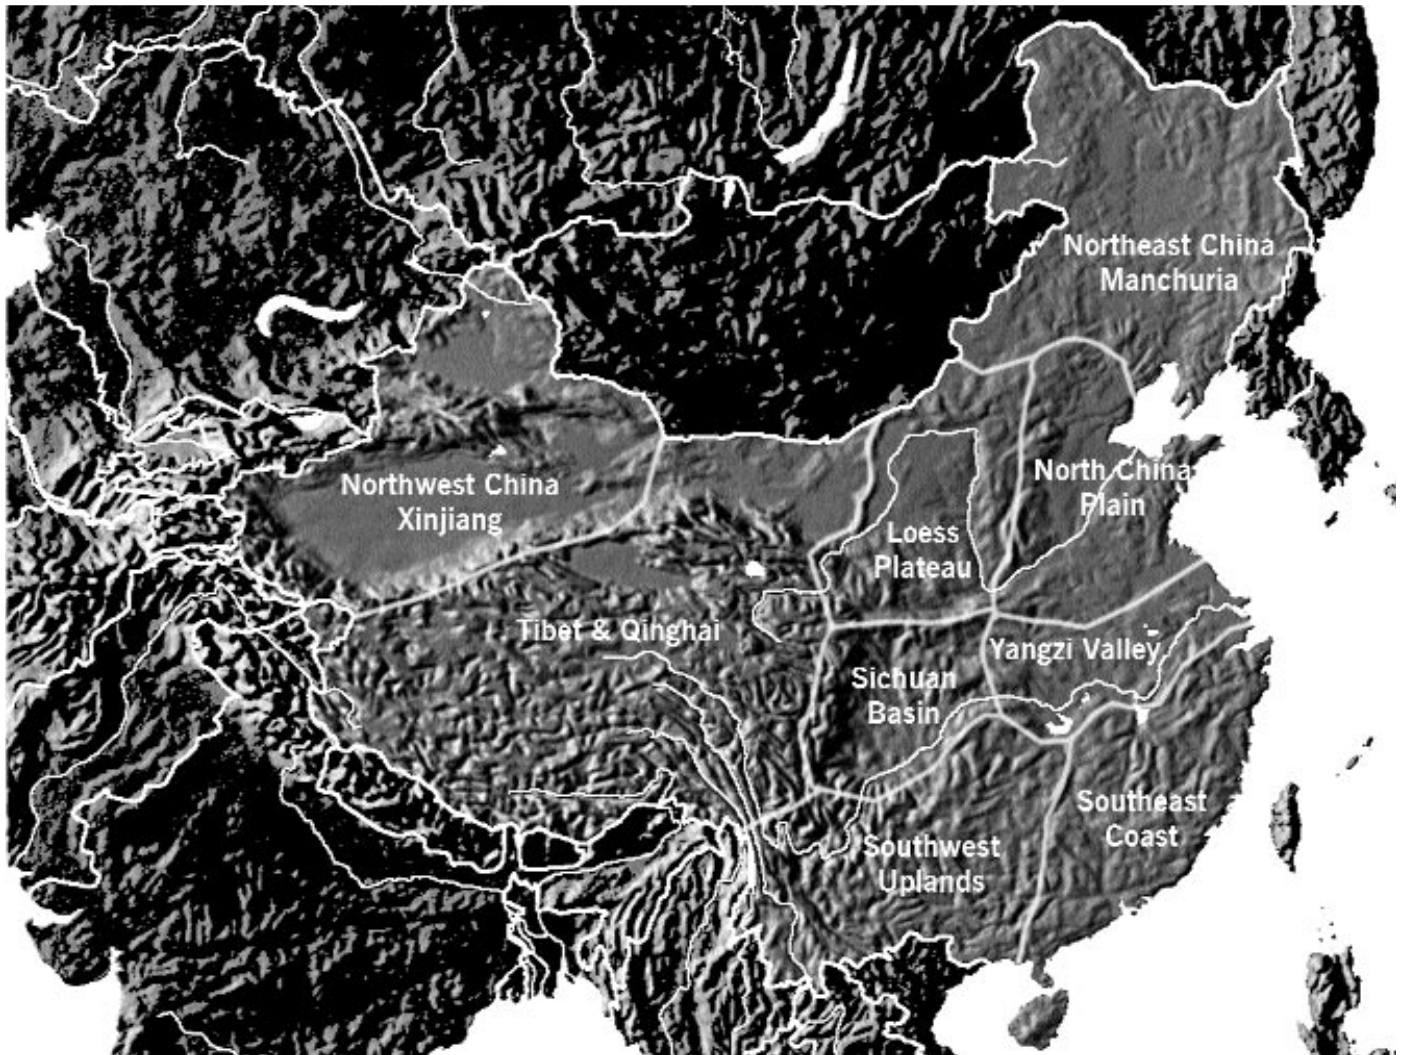 Northeast China
Manchuria
North China
Plain
Northwest China
Xinjiang
Loess
Plateau
Tibet & Qinghai
Yangzi Valley
Sichuan
Basin
Southeast
Coast
Southwest
Uplands